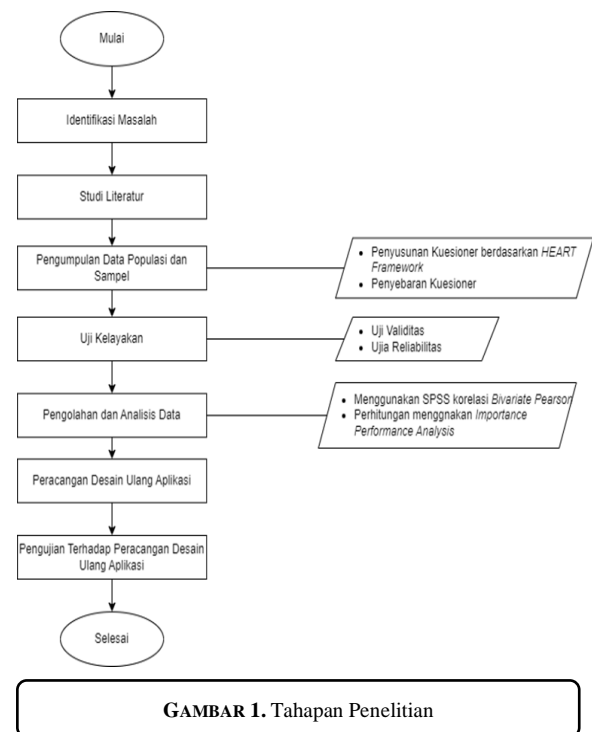 Mulai
Identifikasi Masalah
Studi Literatur
Pengumpulan Data Populasi dan
Sampel
• Penyusunan Kuesioner berdasarkan HEART
Framework
• Penyebaran Kuesioner
Uji Kelayakan
• Uji Validitas
• Ujia Reliabilitas
Pengolahan dan Analisis Data
• Menggunakan SPSS korelasi Bivariate Pearson
• Perhitungan menggnakan Importance
Performance Analysis
Peracangan Desain Ulang Aplikasi
Pengujian Terhadap Peracangan Desain
Ulang Aplikasi
Selesai
GAMBAR 1. Tahapan Penelitian